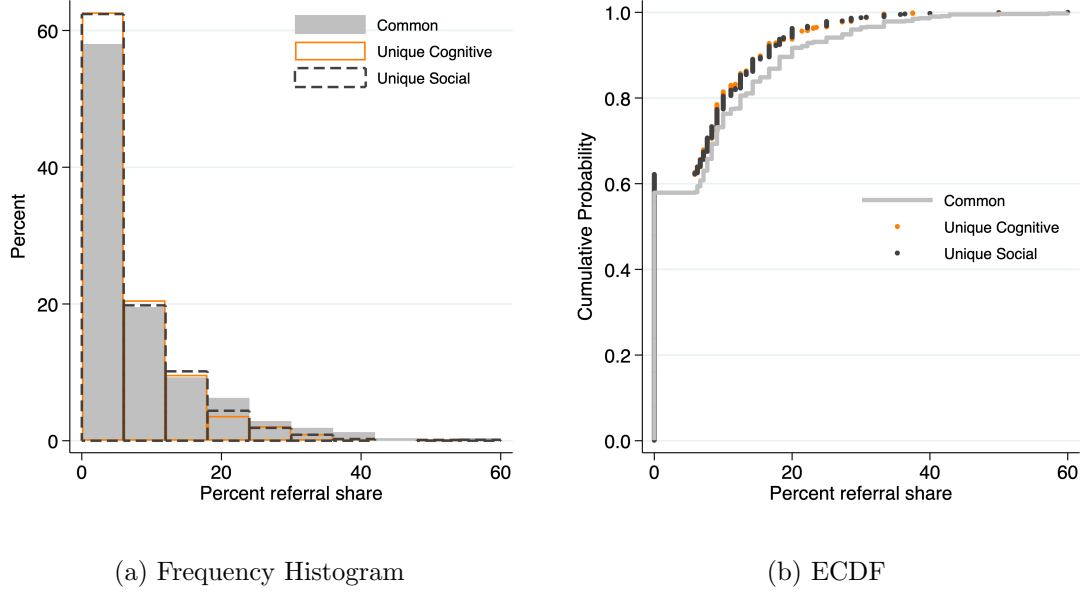 60
40
20
0
Percent
0 20 40 60
Percent referral share
Common
Unique Cognitive
Unique Social
(a) Frequency Histogram
1.0
0.8
0.6
0.4
0.2
0.0
Cumulative Probability
0 20 40 60
Percent referral share
Common
Unique Cognitive
Unique Social
(b) ECDF